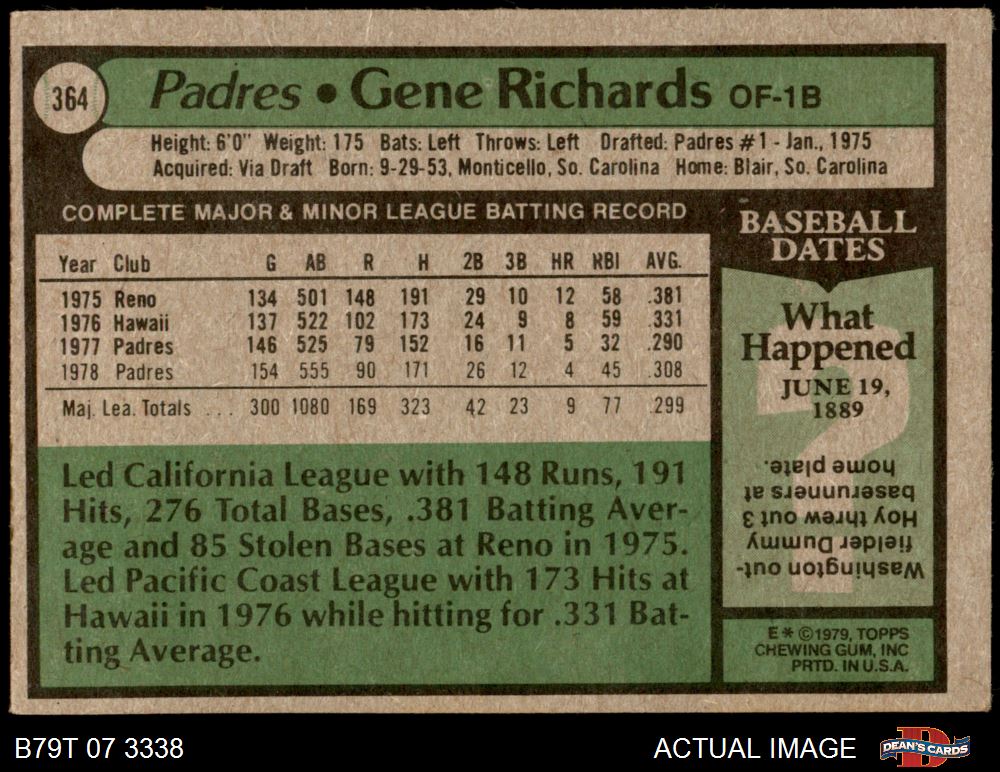 364
Padres • Gene Richards OF-1B
Height: 6'0" Weight: 175 Bats: Left Throws: Left Drafted: Padres #1 - Jan., 1975
Acquired: Via Draft Born: 9-29-53, Monticello, So. Carolina Home: Blair, So. Carolina
COMPLETE MAJOR & MINOR LEAGUE BATTING RECORD
Year Club G AB R H 2B 3B HR RBI AVG.
1975 Reno 134 501 148 191 29 10 12 58 .381
1976 Hawaii 137 522 102 173 24 9 8 59 .331
1977 Padres 146 525 79 152 16 11 5 32 .290
1978 Padres 154 555 90 171 26 12 4 45 .308
Maj. Lea. Totals ... 300 1080 169 323 42 23 9 77 .299
Led California League with 148 Runs, 191
Hits, 276 Total Bases, .381 Batting Aver-
age and 85 Stolen Bases at Reno in 1975.
Led Pacific Coast League with 173 Hits at
Hawaii in 1976 while hitting for .331 Bat-
ting Average.
BASEBALL
DATES
What
Happened
JUNE 19,
1889
?
Washington out-
fielder Dummy
Hoy threw out 3
baserunners at
home plate.
E* ©1979, TOPPS
CHEWING GUM, INC
PRTD. IN U.S.A.
B79T 07 3338
ACTUAL IMAGE
D
DEAN'S CARDS